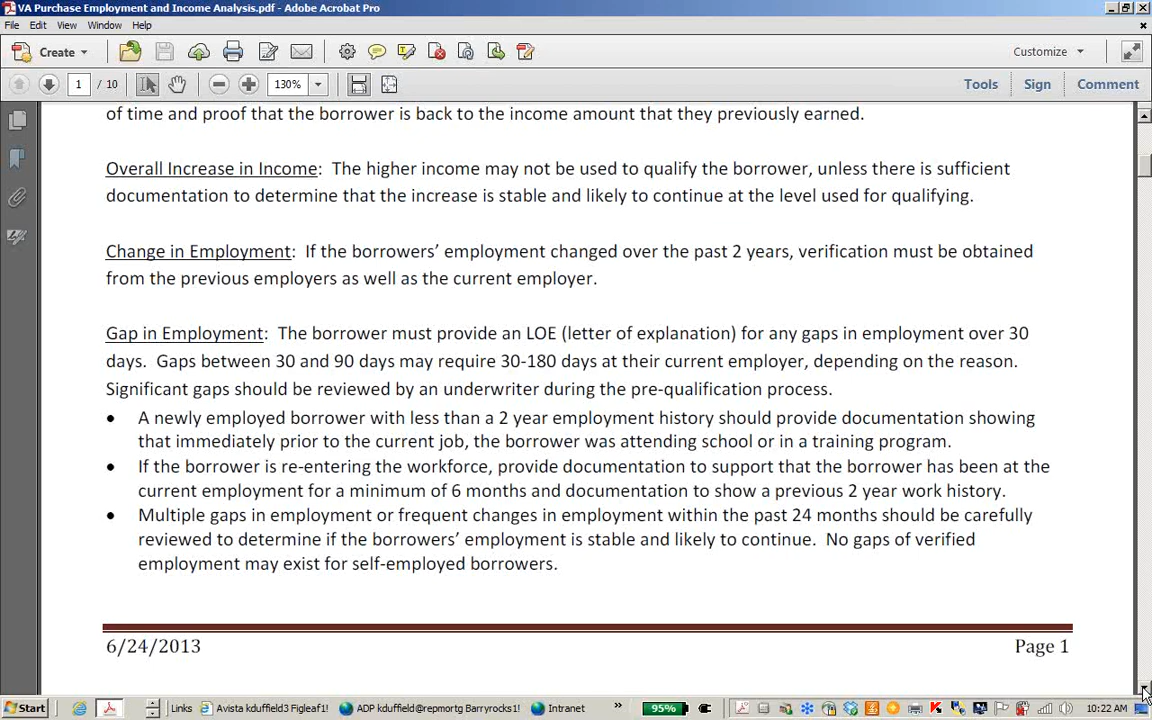 VA Purchase Employment and Income Analysis.pdf - Adobe Acrobat Pro
File Edit View Window Help
Create
Customize
1 / 10
130%
Tools Sign Comment
of time and proof that the borrower is back to the income amount that they previously earned.
Overall Increase in Income: The higher income may not be used to qualify the borrower, unless there is sufficient
documentation to determine that the increase is stable and likely to continue at the level used for qualifying.
Change in Employment: If the borrowers’ employment changed over the past 2 years, verification must be obtained
from the previous employers as well as the current employer.
Gap in Employment: The borrower must provide an LOE (letter of explanation) for any gaps in employment over 30
days. Gaps between 30 and 90 days may require 30-180 days at their current employer, depending on the reason.
Significant gaps should be reviewed by an underwriter during the pre-qualification process.
• A newly employed borrower with less than a 2 year employment history should provide documentation showing
that immediately prior to the current job, the borrower was attending school or in a training program.
• If the borrower is re-entering the workforce, provide documentation to support that the borrower has been at the
current employment for a minimum of 6 months and documentation to show a previous 2 year work history.
• Multiple gaps in employment or frequent changes in employment within the past 24 months should be carefully
reviewed to determine if the borrowers’ employment is stable and likely to continue. No gaps of verified
employment may exist for self-employed borrowers.
6/24/2013 Page 1
Start Links Avista kduffield3 Figleaf1! ADP kduffield@repmortg Barryrocks1! Intranet » 95% 10:22 AM